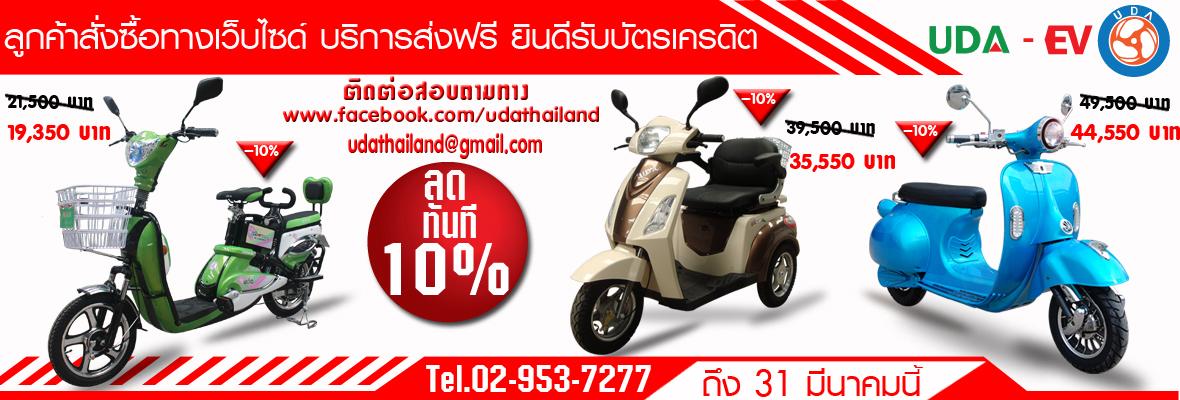 ลูกค้าสั่งซื้อทางเว็บไซด์ บริการส่งฟรี ยินดีรับบัตรเครดิต
UDA - EV
UDA
21,500 บาท
19,350 บาท
-10%
ติดต่อสอบถามทาง
www.facebook.com/udathailand
udathailand@gmail.com
ลด
ทันที
10%
-10%
39,500 บาท
35,550 บาท
-10%
49,500 บาท
44,550 บาท
Tel.02-953-7277
ถึง 31 มีนาคมนี้